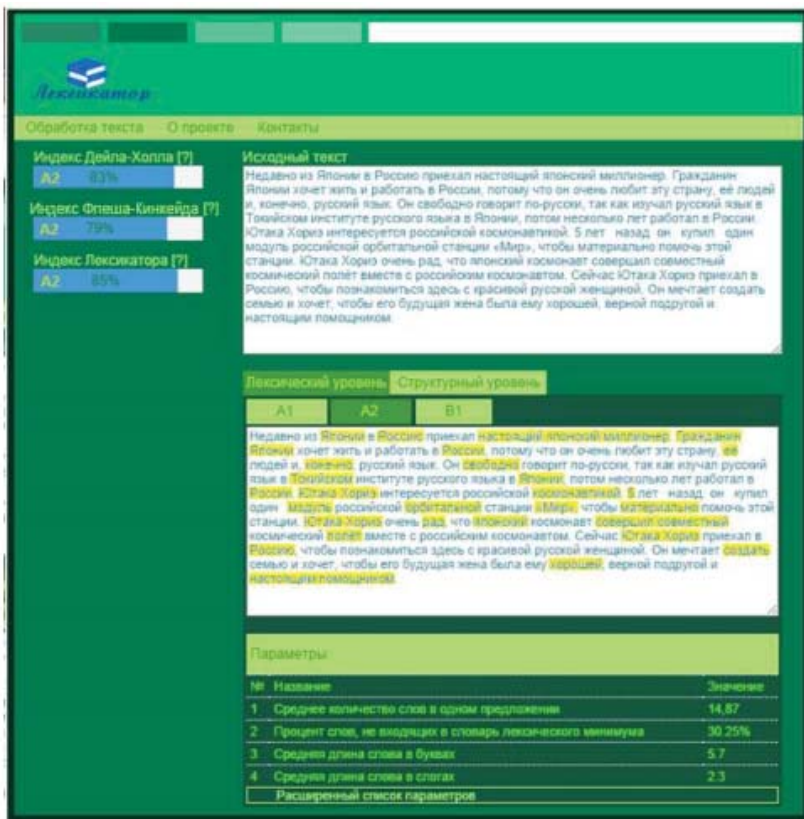 Лексикатор
Обработка текста О проекте Контакты
Индекс Дейла-Холла [?]
A2 83%
Индекс Флеша-Кинкейда [?]
A2 79%
Индекс Лексикатора [?]
A2 85%
Исходный текст
Недавно из Японии в Россию приехал настоящий японский миллионер. Гражданин
Японии хочет жить и работать в России, потому что он очень любит эту страну, её людей
и, конечно, русский язык. Он свободно говорит по-русски, так как изучал русский язык в
Токийском институте русского языка в Японии, потом несколько лет работал в России.
Ютака Хориэ интересуется российской космонавтикой. 5 лет назад он купил один
модуль российской орбитальной станции «Мир», чтобы материально помочь этой
станции. Ютака Хориэ очень рад, что японский космонавт совершил совместный
космический полёт вместе с российским космонавтом. Сейчас Ютака Хориэ приехал в
Россию, чтобы познакомиться здесь с красивой русской женщиной. Он мечтает создать
семью и хочет, чтобы его будущая жена была ему хорошей, верной подругой и
настоящим помощником.
Лексический уровень Структурный уровень
A1 A2 B1
Недавно из Японии в Россию приехал настоящий японский миллионер. Гражданин
Японии хочет жить и работать в России, потому что он очень любит эту страну, её
людей и, конечно, русский язык. Он свободно говорит по-русски, так как изучал русский
язык в Токийском институте русского языка в Японии, потом несколько лет работал в
России. Ютака Хориэ интересуется российской космонавтикой. 5 лет назад он купил
один модуль российской орбитальной станции «Мир», чтобы материально помочь этой
станции. Ютака Хориэ очень рад, что японский космонавт совершил совместный
космический полёт вместе с российским космонавтом. Сейчас Ютака Хориэ приехал в
Россию, чтобы познакомиться здесь с красивой русской женщиной. Он мечтает создать
семью и хочет, чтобы его будущая жена была ему хорошей, верной подругой и
настоящим помощником.
Параметры
№ Название Значение
1 Среднее количество слов в одном предложении 14,87
2 Процент слов, не входящих в словарь лексического минимума 30.25%
3 Средняя длина слова в буквах 5.7
4 Средняя длина слова в слогах 2.3
Расширенный список параметров